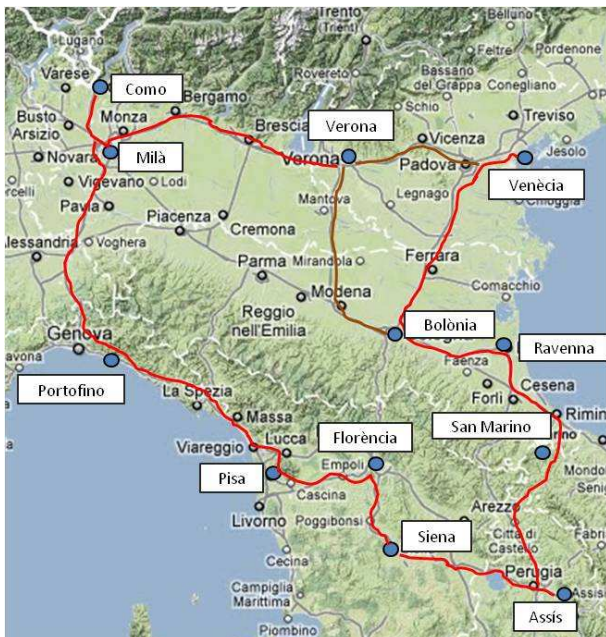 Trento
(Trent)
Belluno
Lugano
Varese
Como
Bergamo
Rovereto
Feltre
Bassano
del Grappa
Pordenone
Conegliano
Schio
Busto
Arsizio
Monza
Brescia
Verona
Vicenza
Treviso
Novara
Milà
Verona
Padova
Venècia
Jesolo
Vigevano
Lodi
Legnago
Chioggia
Pavia
Mantova
Cremona
Piacenza
Alessandria
Voghera
Parma
Mirandola
Ferrara
Comacchio
Modena
Reggio
nell'Emilia
Bolònia
Ravenna
Genova
Faenza
Portofino
Forlì
Cesena
La Spezia
Rimini
Massa
San Marino
Viareggio
Lucca
Florència
Empoli
Pisa
Cascina
Livorno
Poggibonsi
Arezzo
Città di
Castello
Siena
Cecina
Perugia
Assisi
Campiglia
Marittima
Piombino
Assís